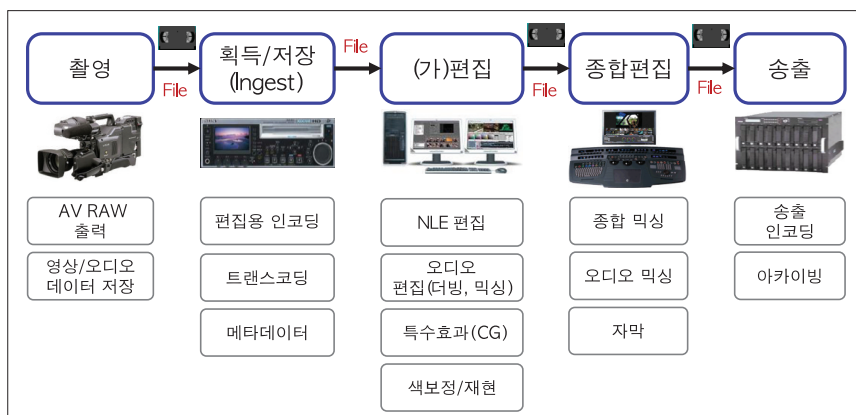 촬영
File
획득/저장
(Ingest)
File
(가)편집
File
종합편집
File
송출
AV RAW
출력
영상/오디오
데이터 저장
편집용 인코딩
트랜스코딩
메타데이터
NLE 편집
오디오
편집(더빙, 믹싱)
특수효과(CG)
색보정/재현
종합 믹싱
오디오 믹싱
자막
송출
인코딩
아카이빙